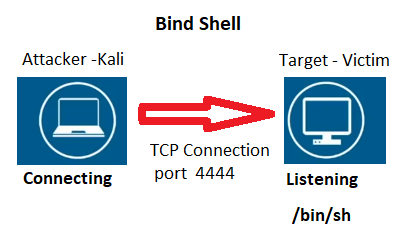 Bind Shell
Attacker -Kali
Target - Victim
TCP Connection
port 4444
Connecting
Listening
/bin/sh